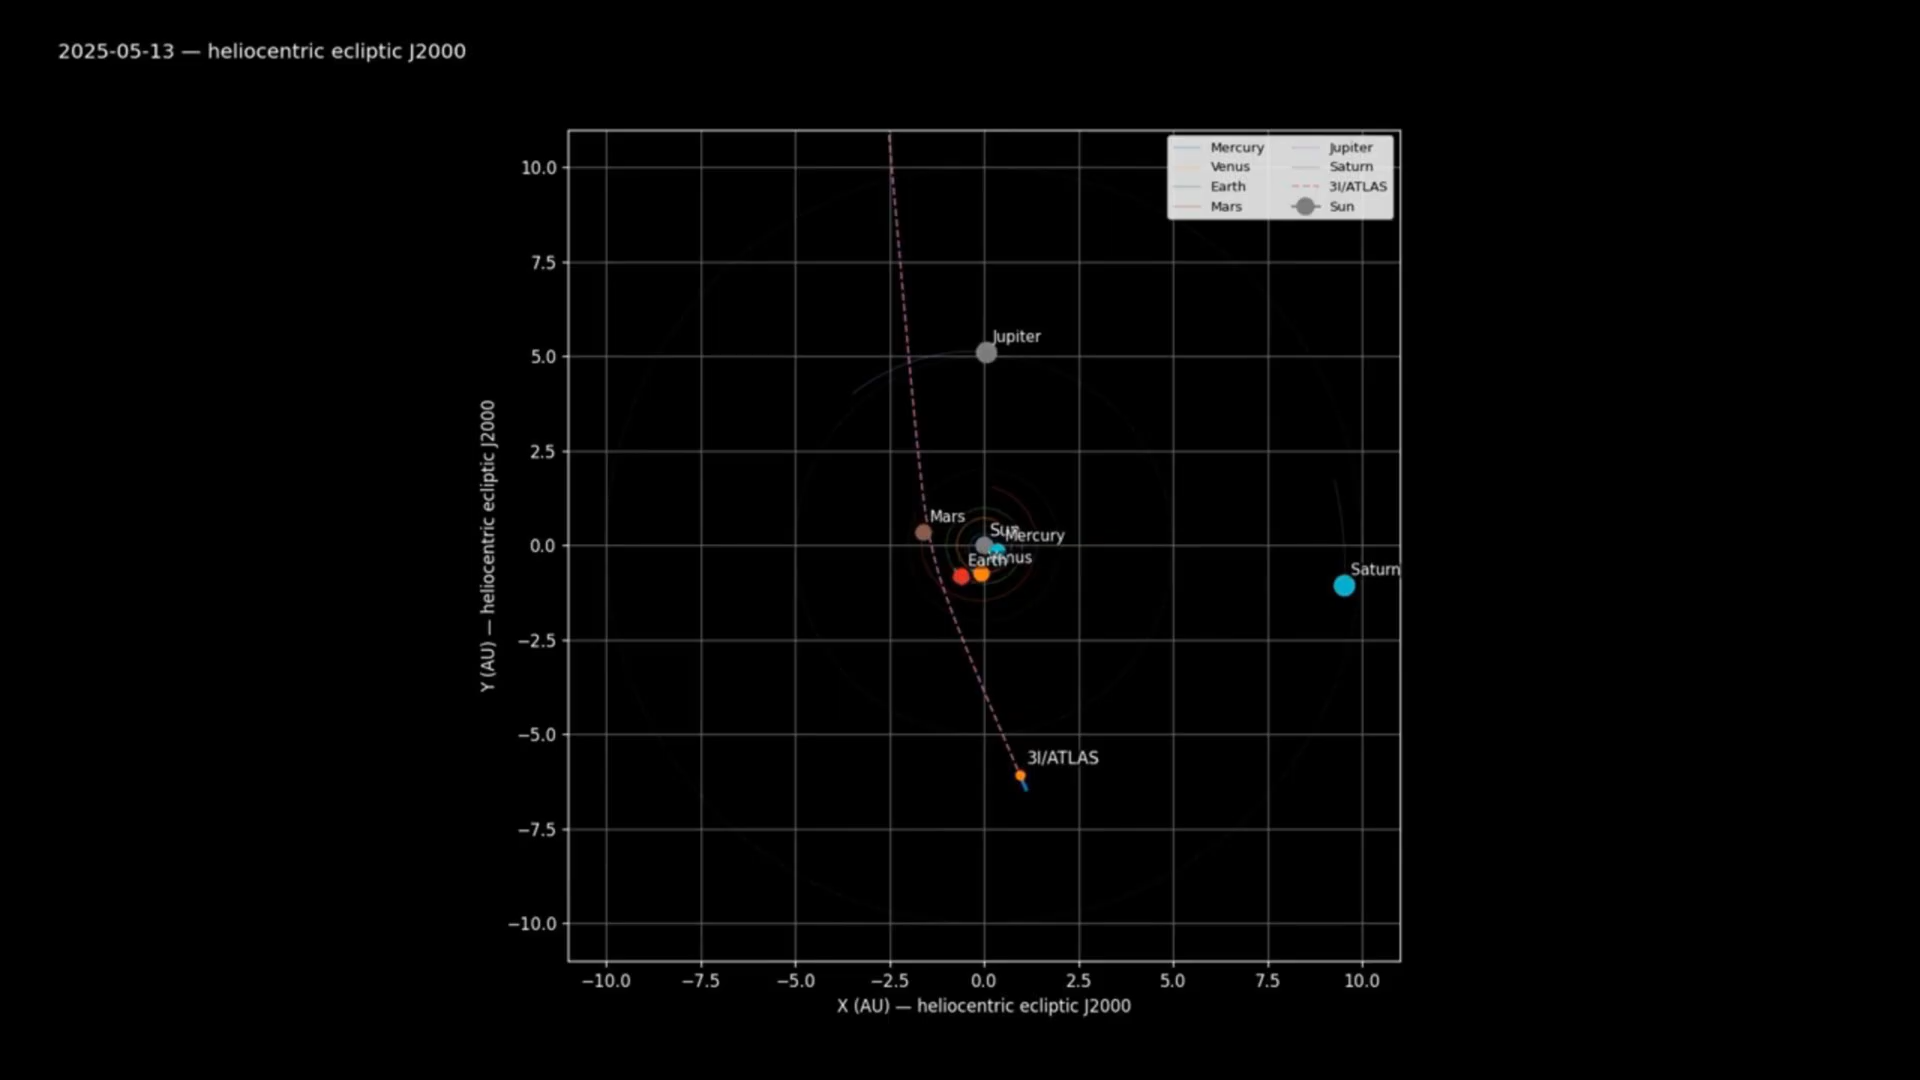 2025-05-13 — heliocentric ecliptic J2000
Mercury
Venus
Earth
Mars
Jupiter
Saturn
3I/ATLAS
Sun
10.0
7.5
5.0
2.5
0.0
−2.5
−5.0
−7.5
−10.0
Y (AU) — heliocentric ecliptic J2000
Jupiter
Mars
Sun
Mercury
Earth
Venus
Saturn
3I/ATLAS
−10.0 −7.5 −5.0 −2.5 0.0 2.5 5.0 7.5 10.0
X (AU) — heliocentric ecliptic J2000